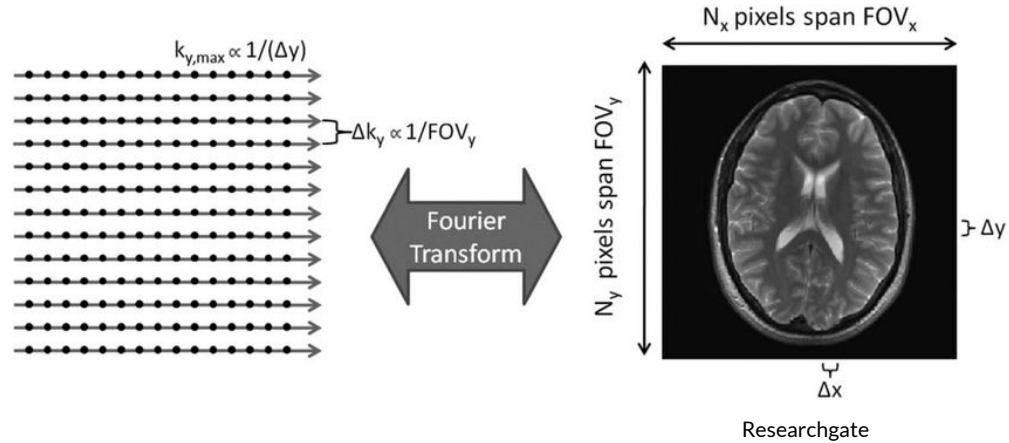 k_y,max ∝ 1/(Δy)
Δk_y ∝ 1/FOV_y
Fourier
Transform
N_x pixels span FOV_x
N_y pixels span FOV_y
Δy
Δx
Researchgate